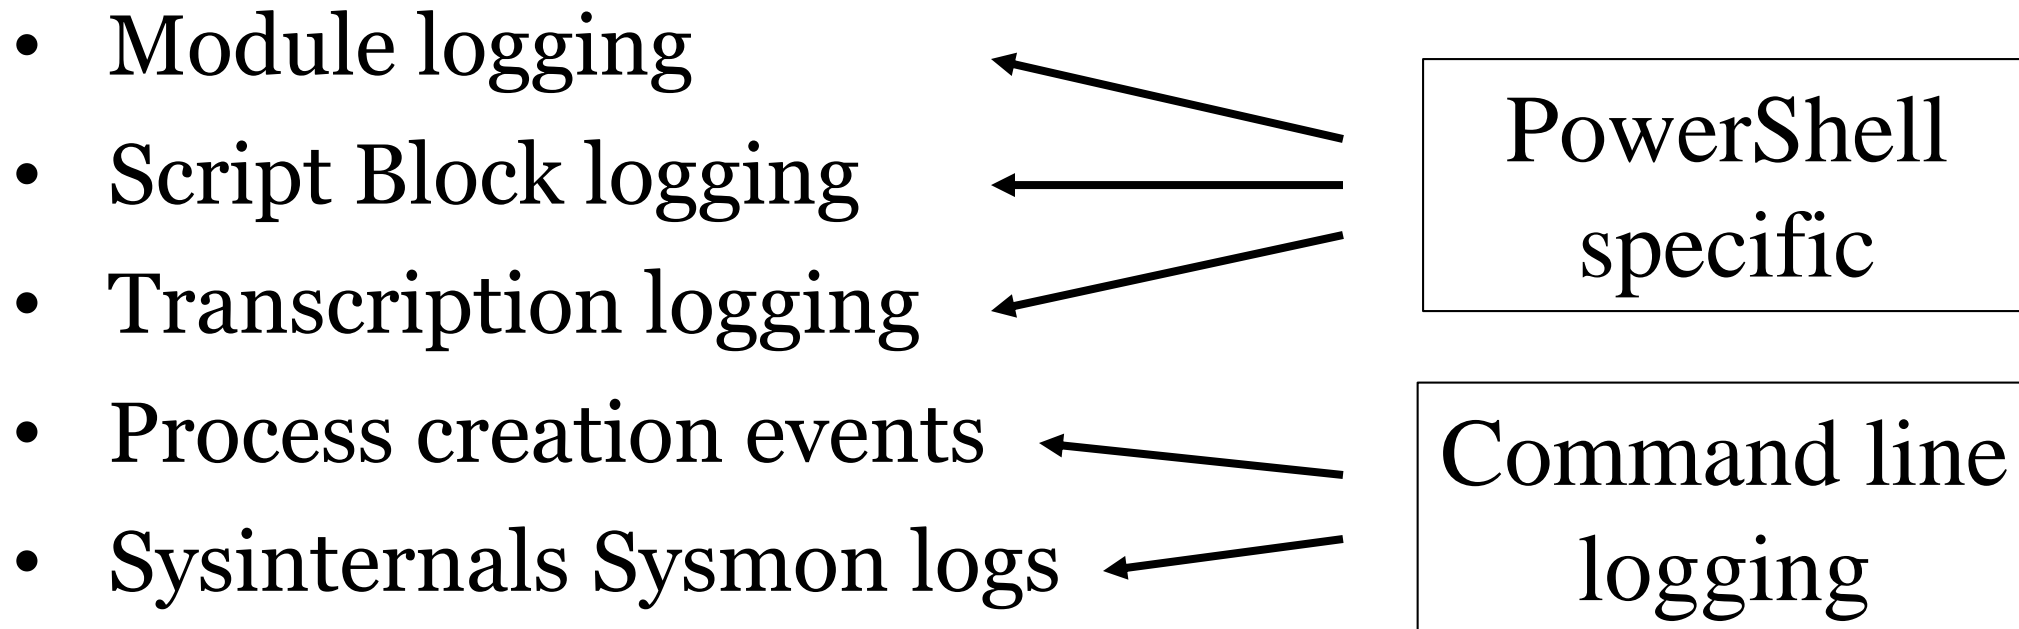 • Module logging
• Script Block logging
• Transcription logging
• Process creation events
• Sysinternals Sysmon logs
PowerShell
specific
Command line
logging